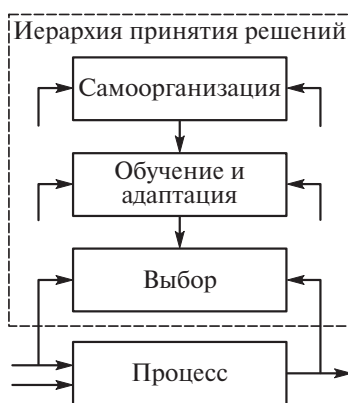 Иерархия принятия решений
Самоорганизация
Обучение и
адаптация
Выбор
Процесс